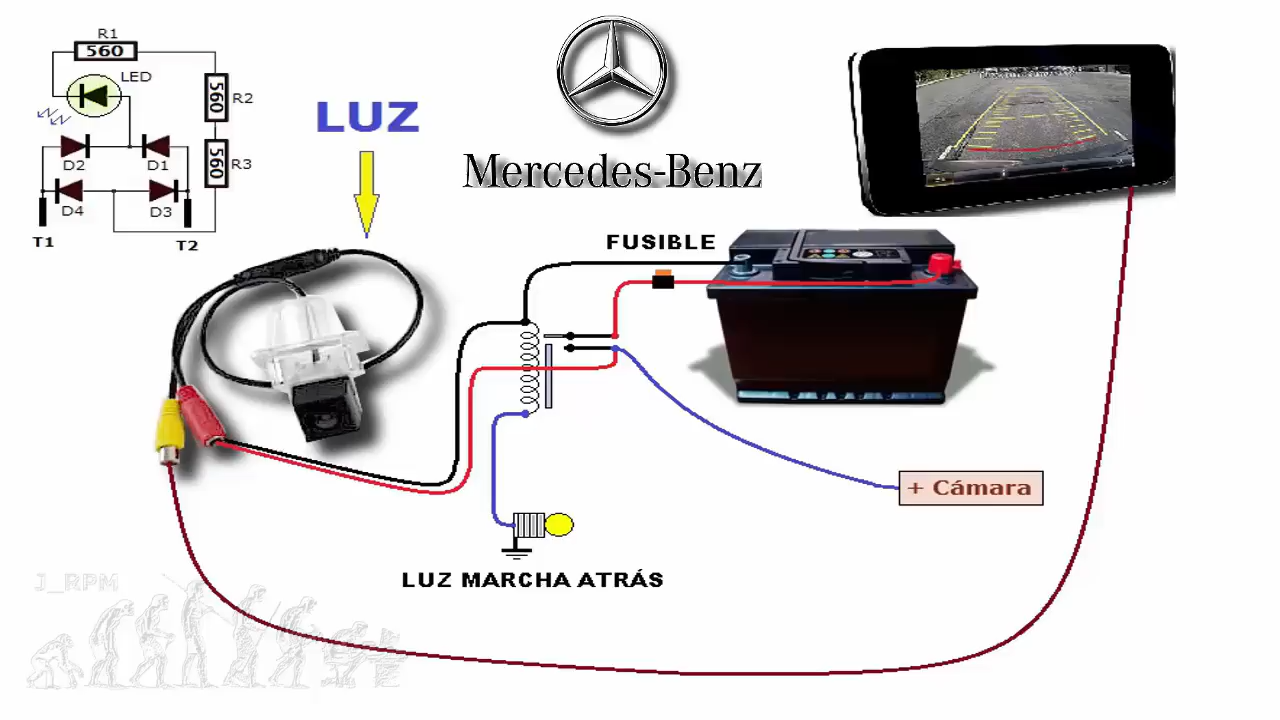 R1
560
LED
560
R2
D2
D1
560
R3
D4
D3
T1
T2
LUZ
Mercedes-Benz
FUSIBLE
+ Cámara
LUZ MARCHA ATRÁS
J_RPM